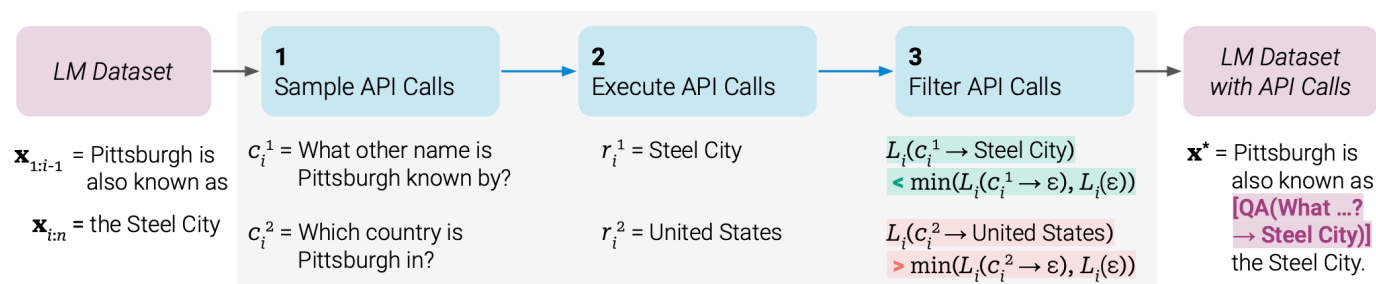 LM Dataset
1
Sample API Calls
2
Execute API Calls
3
Filter API Calls
LM Dataset
with API Calls
x1:i-1 = Pittsburgh is
also known as
xi:n = the Steel City
ci1 = What other name is
Pittsburgh known by?
ci2 = Which country is
Pittsburgh in?
ri1 = Steel City
ri2 = United States
Li(ci1 → Steel City)
< min(Li(ci1 → ε), Li(ε))
Li(ci2 → United States)
> min(Li(ci2 → ε), Li(ε))
x* = Pittsburgh is
also known as
[QA(What ...?
→ Steel City)]
the Steel City.